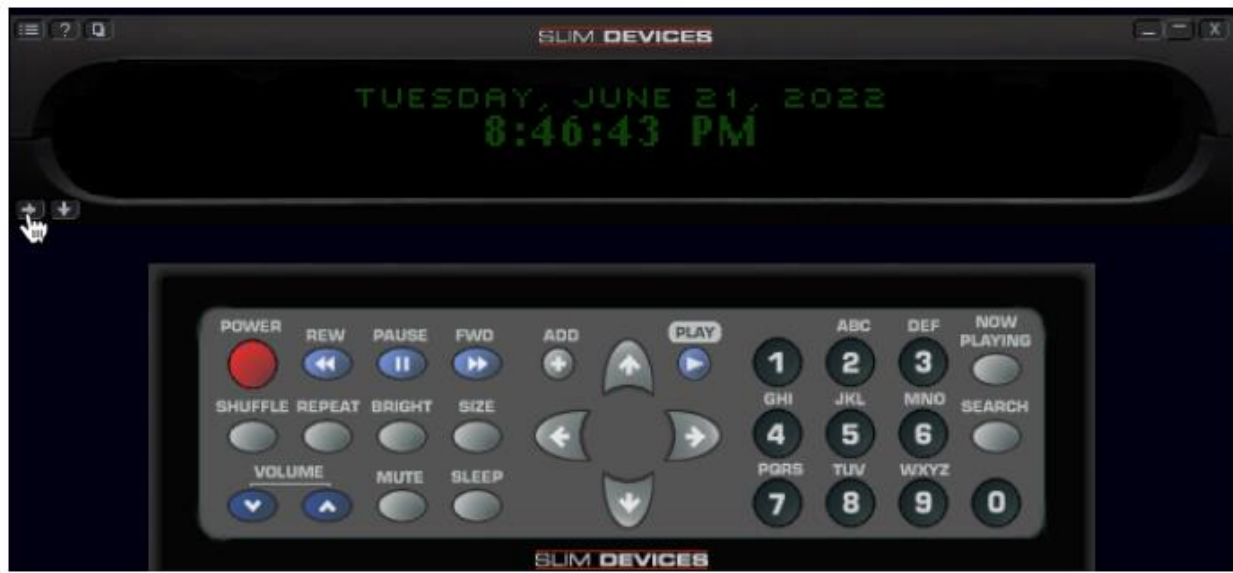 ?
SLIM DEVICES
X
TUESDAY, JUNE 21, 2022
8:46:43 PM
POWER REW PAUSE FWD ADD PLAY ABC DEF NOW PLAYING
1 2 3
SHUFFLE REPEAT BRIGHT SIZE GHI JKL MNO SEARCH
4 5 6
VOLUME MUTE SLEEP PQRS TUV WXYZ
7 8 9 0
SLIM DEVICES